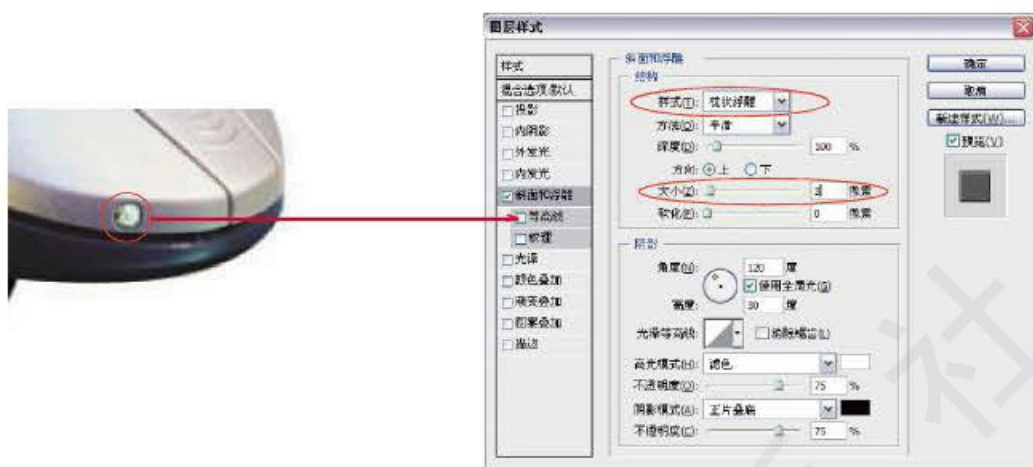 图层样式
样式
混合选项:默认
投影
内阴影
外发光
内发光
斜面和浮雕
等高线
纹理
光泽
颜色叠加
渐变叠加
图案叠加
描边
斜面和浮雕
结构
样式(T): 枕状浮雕
方法(Q): 平滑
深度(D): 100 %
方向: 上 下
大小(Z): 3 像素
软化(F): 0 像素
阴影
角度(N): 120 度
使用全局光(G)
高度: 30 度
光泽等高线: 消除锯齿(L)
高光模式(H): 滤色
不透明度(O): 75 %
阴影模式(A): 正片叠底
不透明度(C): 75 %
确定
取消
新建样式(W)...
预览(V)
社